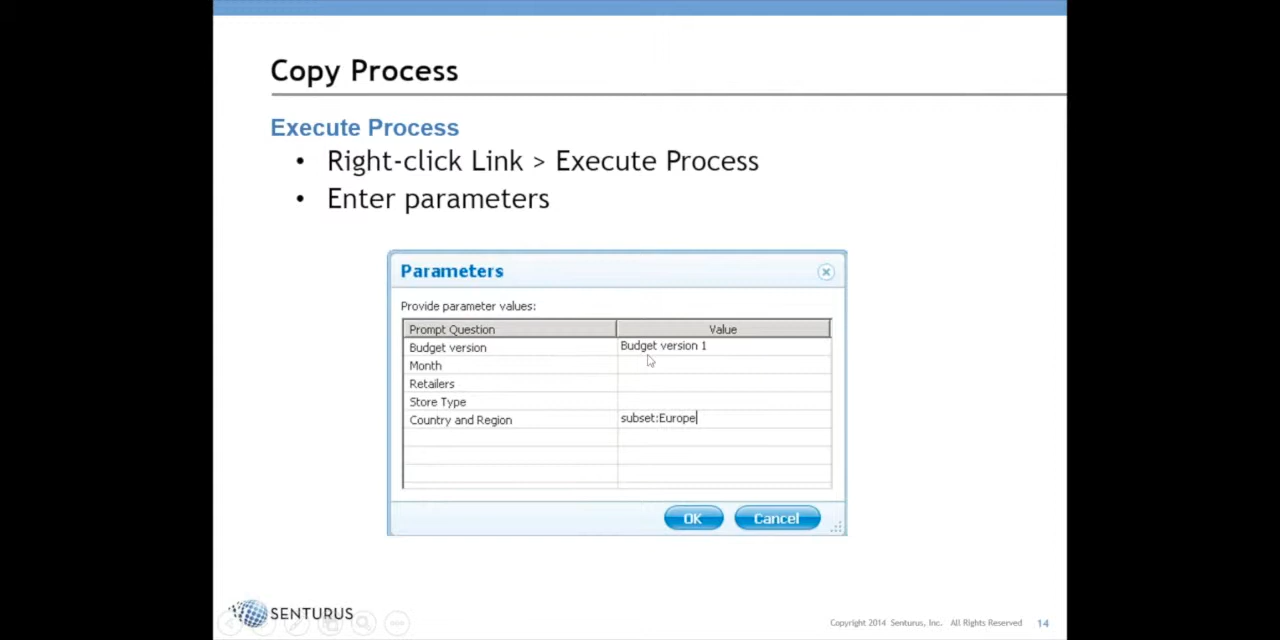 Copy Process
Execute Process
• Right-click Link > Execute Process
• Enter parameters
Parameters
Provide parameter values:
Prompt Question Value
Budget version Budget version 1
Month
Retailers
Store Type
Country and Region subset:Europe
OK Cancel
SENTURUS
Copyright 2014 Senturus, Inc. All Rights Reserved 14